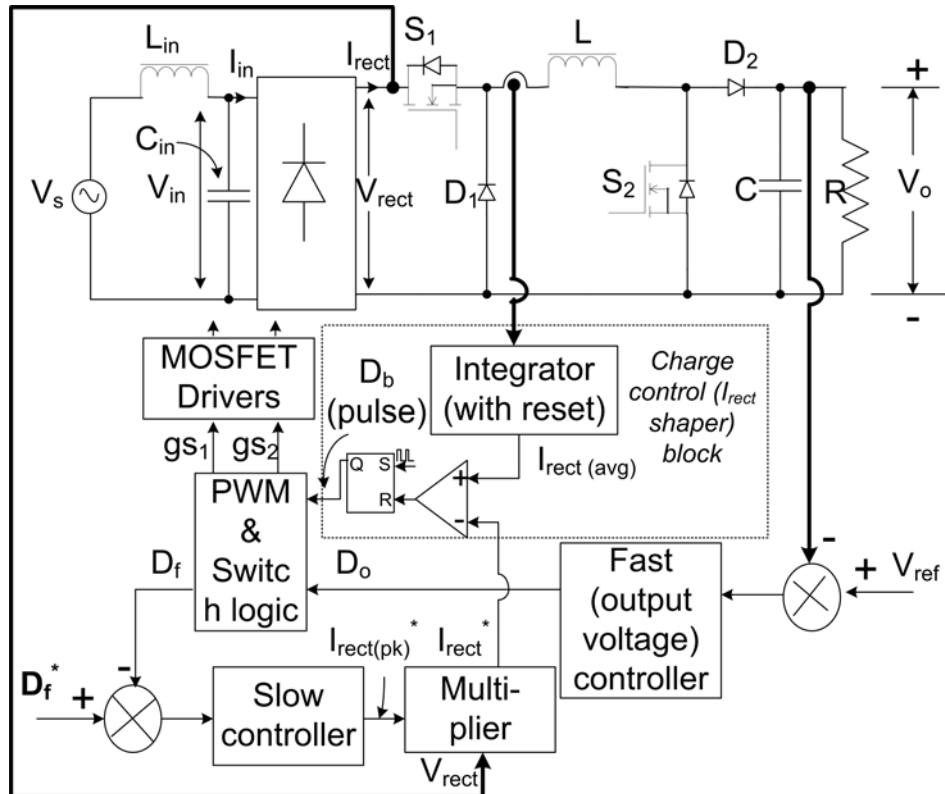 L_in
I_in
I_rect
S_1
L
D_2
+
V_s
V_in
C_in
V_rect
D_1
S_2
C
R
V_o
-
MOSFET
Drivers
D_b
(pulse)
Integrator
(with reset)
Charge
control (I_rect
shaper)
block
gs_1
gs_2
I_rect (avg)
Q
S
R
+
-
PWM
&
Switc
h logic
D_f
D_o
Fast
(output
voltage)
controller
-
+
V_ref
D_f^*
+
-
Slow
controller
I_rect(pk)^*
I_rect^*
Multi-
plier
V_rect